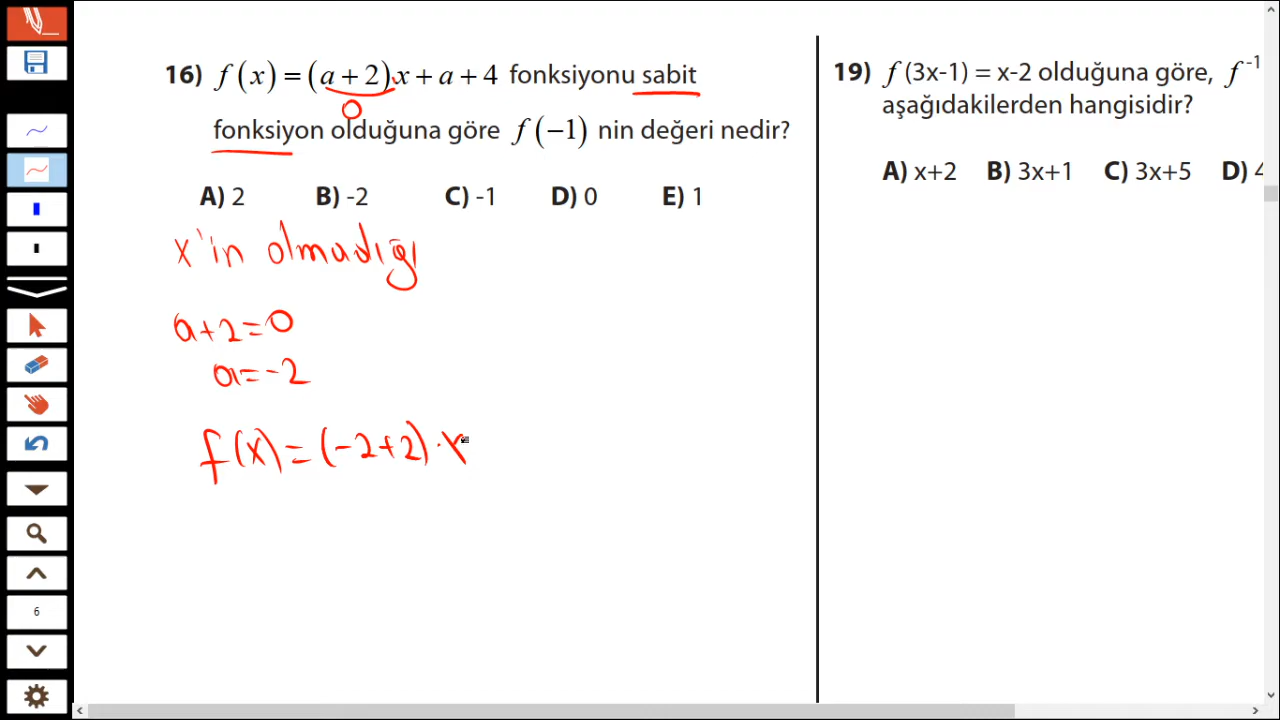 16) f(x) = (a + 2)x + a + 4 fonksiyonu sabit
0
fonksiyon olduğuna göre f(−1) nin değeri nedir?
A) 2 B) -2 C) -1 D) 0 E) 1
x'in olmadığı
a+2=0
a=-2
f(x)=(-2+2)·x
19) f (3x-1) = x-2 olduğuna göre, f -1
aşağıdakilerden hangisidir?
A) x+2 B) 3x+1 C) 3x+5 D) 4
6